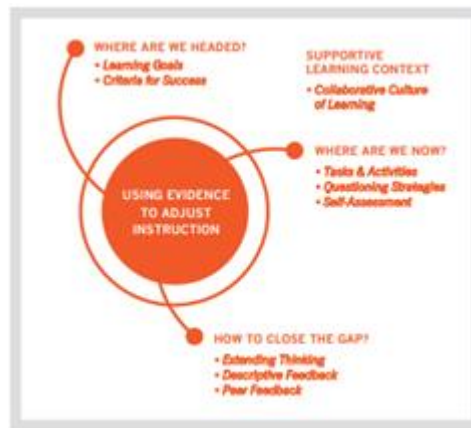 WHERE ARE WE HEADED?
• Learning Goals
• Criteria for Success
SUPPORTIVE
LEARNING CONTEXT
• Collaborative Culture
of Learning
WHERE ARE WE NOW?
• Tasks & Activities
• Questioning Strategies
• Self-Assessment
USING EVIDENCE
TO ADJUST
INSTRUCTION
HOW TO CLOSE THE GAP?
• Extending Thinking
• Descriptive Feedback
• Peer Feedback